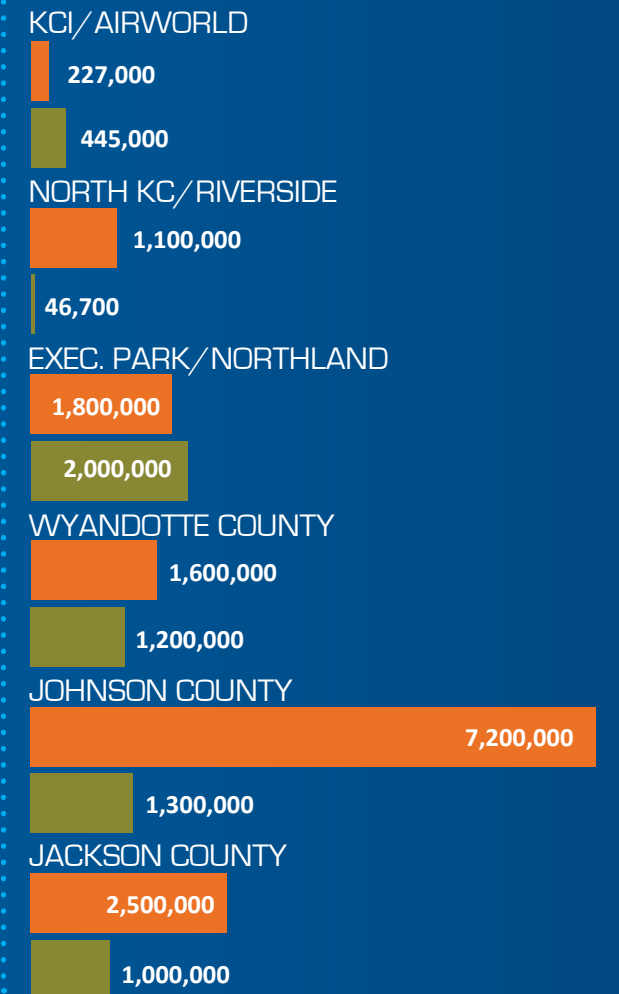 KCI/AIRWORLD
227,000
445,000
NORTH KC/RIVERSIDE
1,100,000
46,700
EXEC. PARK/NORTHLAND
1,800,000
2,000,000
WYANDOTTE COUNTY
1,600,000
1,200,000
JOHNSON COUNTY
7,200,000
1,300,000
JACKSON COUNTY
2,500,000
1,000,000